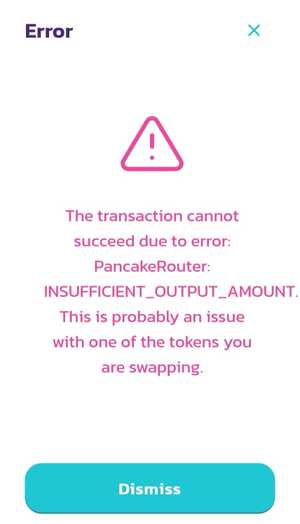 Error
The transaction cannot
succeed due to error:
PancakeRouter:
INSUFFICIENT_OUTPUT_AMOUNT.
This is probably an issue
with one of the tokens you
are swapping.
Dismiss